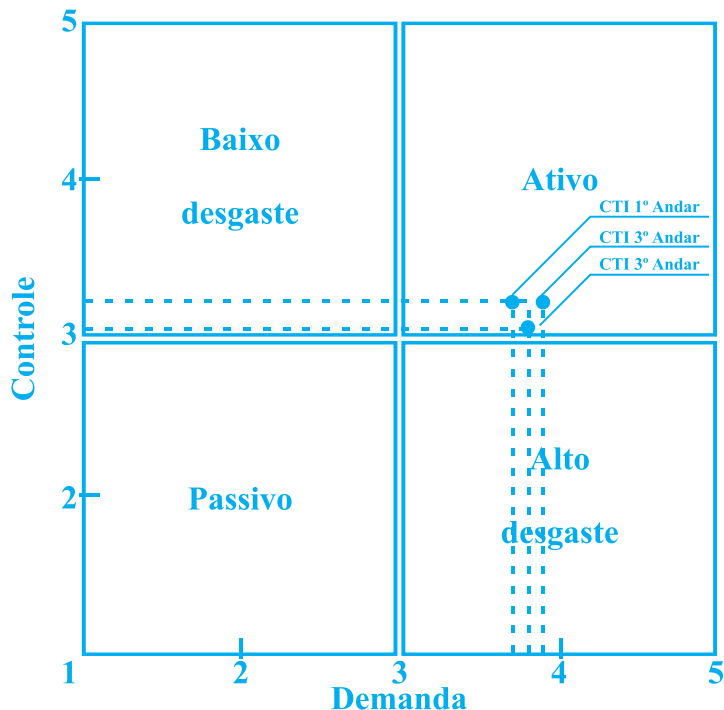 5
Baixo
desgaste
4
Ativo
CTI 1º Andar
CTI 3º Andar
CTI 3º Andar
Controle
3
Alto
desgaste
Passivo
2
1
2
3
4
5
Demanda